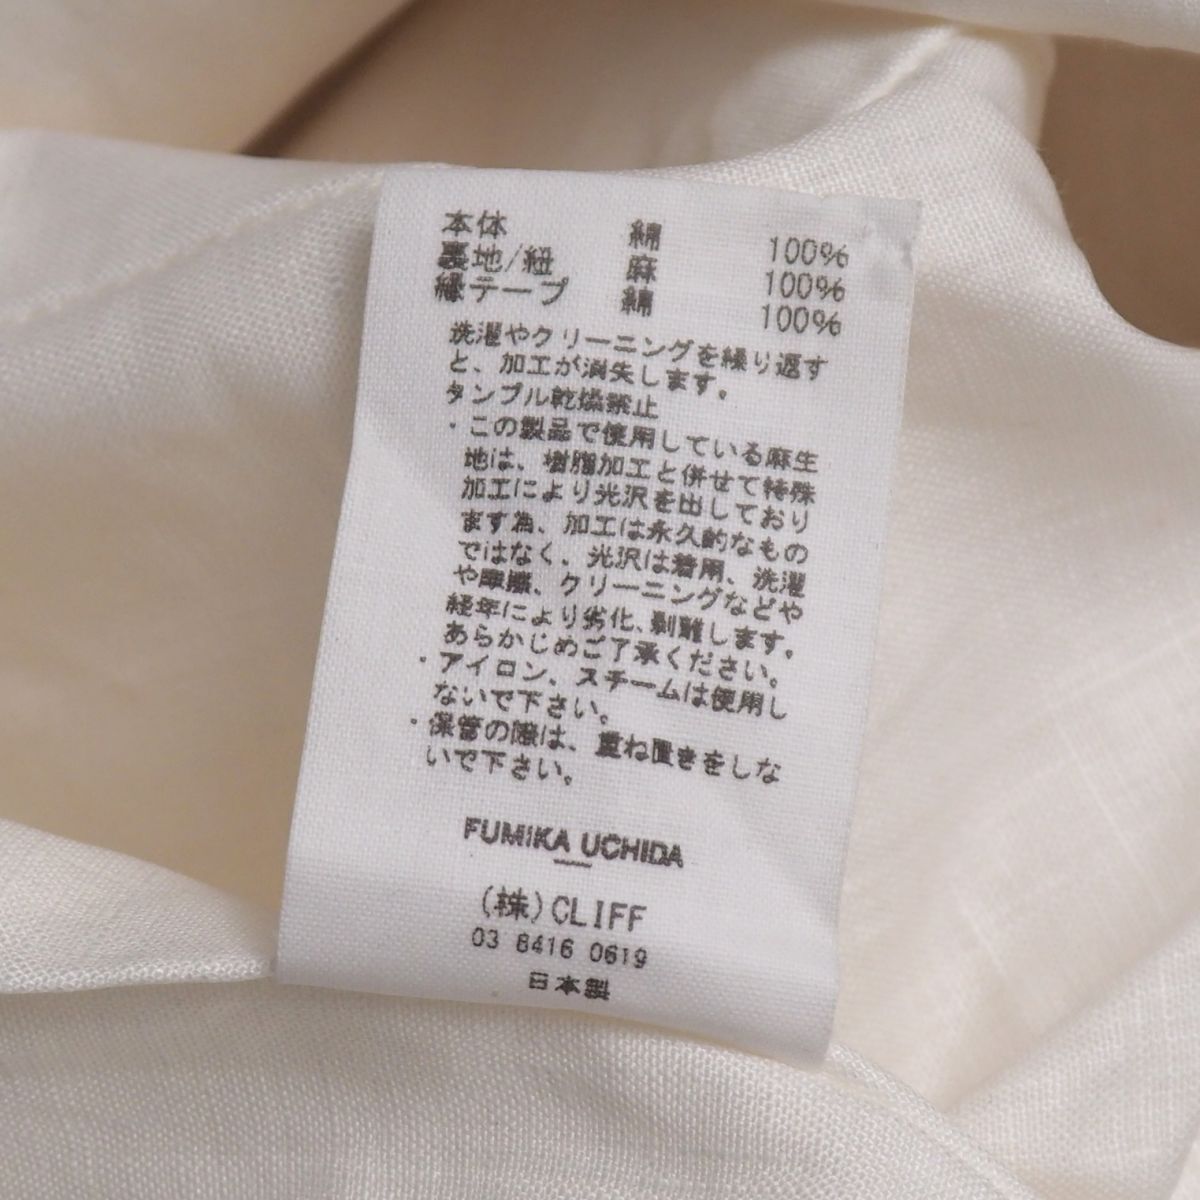 本体 綿 100%
裏地/紐 麻 100%
縁テープ 綿 100%
洗濯やクリーニングを繰り返す
と、加工が消失します。
タンブル乾燥禁止
・この製品で使用している麻生
地は、樹脂加工と併せて特殊
加工により光沢を出しており
ます為、加工は永久的なもの
ではなく、光沢は着用、洗濯
や摩擦、クリーニングなどや
経年により劣化、剥離します。
あらかじめご了承ください。
・アイロン、スチームは使用し
ないで下さい。
・保管の際は、重ね置きをしな
いで下さい。
FUMIKA UCHIDA
(株)CLIFF
03 8416 0619
日本製